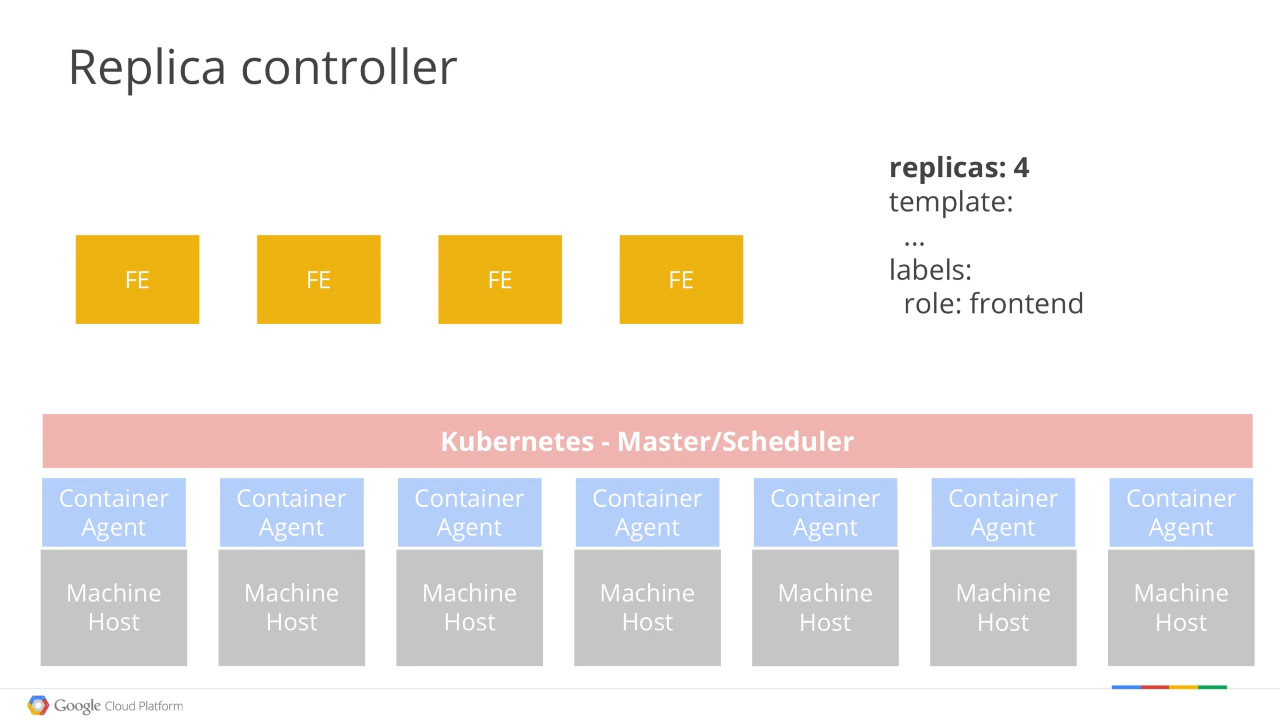 Replica controller
replicas: 4
template:
...
labels:
role: frontend
FE
FE
FE
FE
Kubernetes - Master/Scheduler
Container
Agent
Container
Agent
Container
Agent
Container
Agent
Container
Agent
Container
Agent
Container
Agent
Machine
Host
Machine
Host
Machine
Host
Machine
Host
Machine
Host
Machine
Host
Machine
Host
Google Cloud Platform